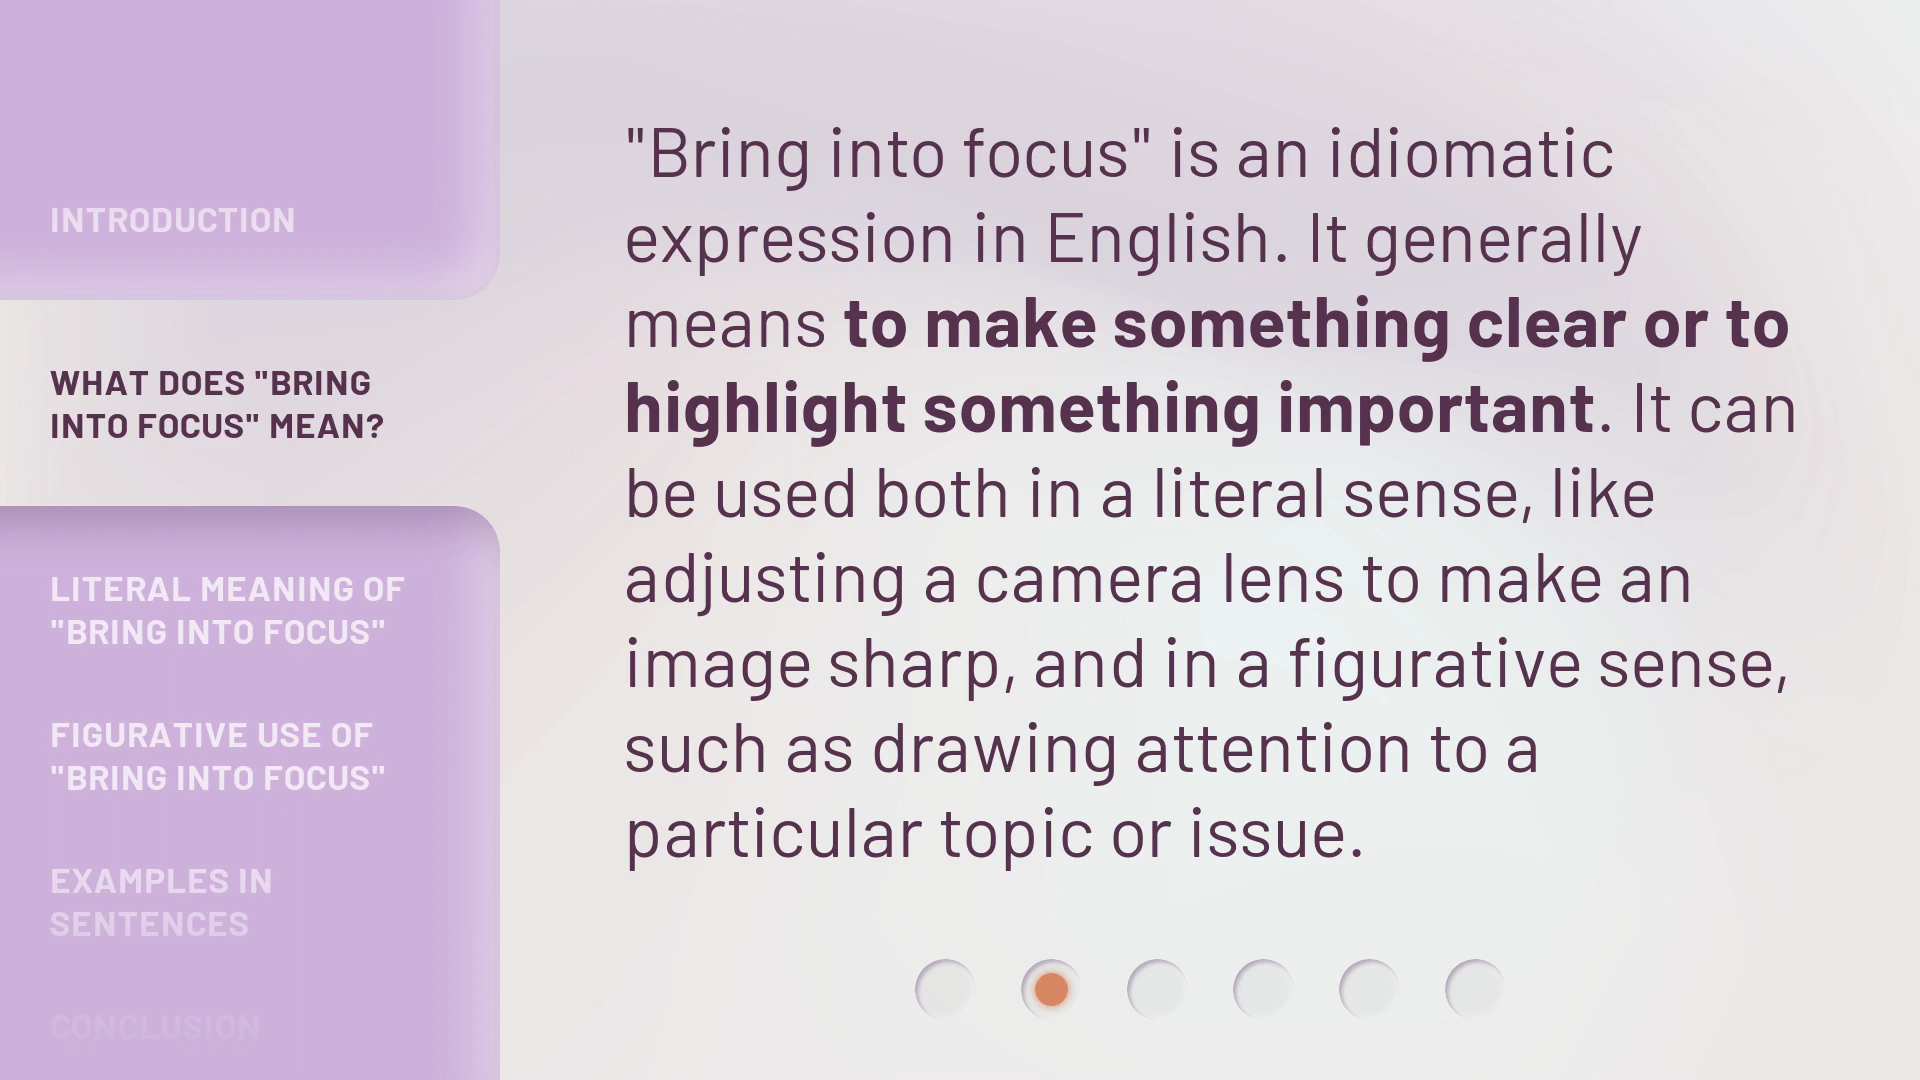 INTRODUCTION
WHAT DOES "BRING
INTO FOCUS" MEAN?
LITERAL MEANING OF
"BRING INTO FOCUS"
FIGURATIVE USE OF
"BRING INTO FOCUS"
EXAMPLES IN
SENTENCES
CONCLUSION
"Bring into focus" is an idiomatic
expression in English. It generally
means to make something clear or to
highlight something important. It can
be used both in a literal sense, like
adjusting a camera lens to make an
image sharp, and in a figurative sense,
such as drawing attention to a
particular topic or issue.